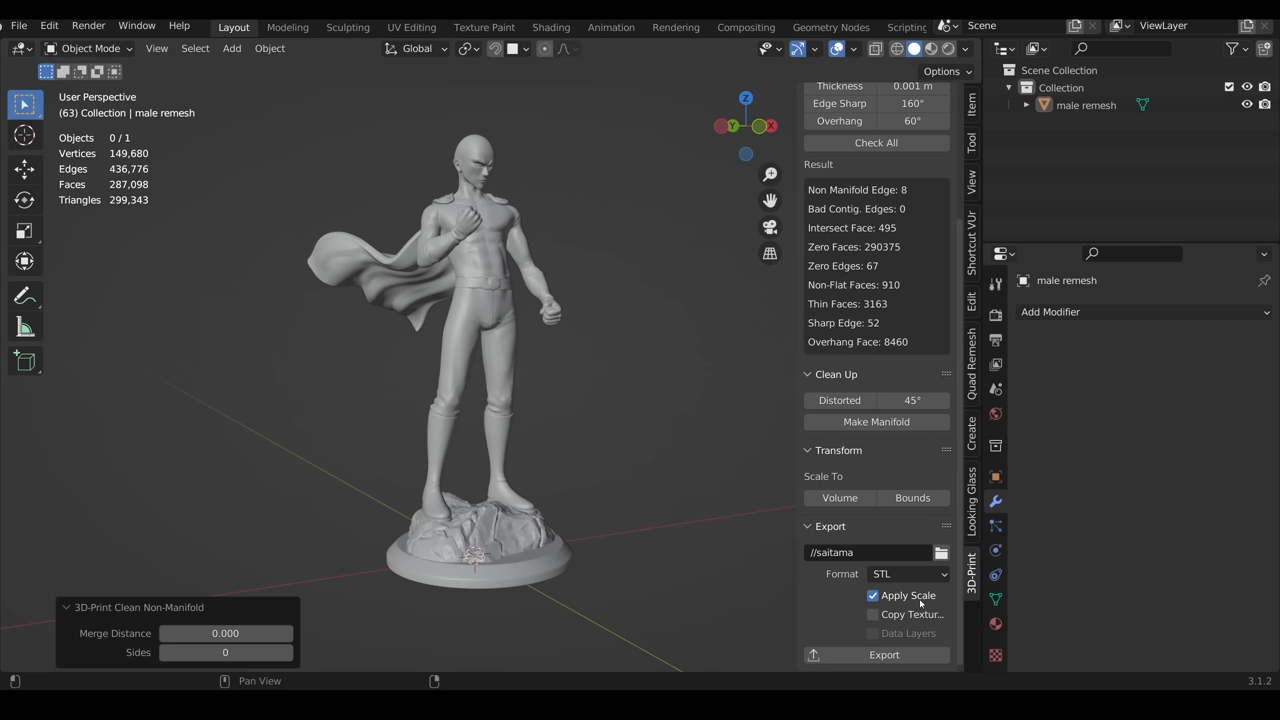 File Edit Render Window Help Layout Modeling Sculpting UV Editing Texture Paint Shading Animation Rendering Compositing Geometry Nodes Scripting Scene ViewLayer
Object Mode View Select Add Object Global
Options
User Perspective
(63) Collection | male remesh
Objects 0 / 1
Vertices 149,680
Edges 436,776
Faces 287,098
Triangles 299,343
Z
Y
X
Thickness 0.001 m
Edge Sharp 160°
Overhang 60°
Check All
Result
Non Manifold Edge: 8
Bad Contig. Edges: 0
Intersect Face: 495
Zero Faces: 290375
Zero Edges: 67
Non-Flat Faces: 910
Thin Faces: 3163
Sharp Edge: 52
Overhang Face: 8460
Clean Up
Distorted 45°
Make Manifold
Transform
Scale To
Volume Bounds
Export
//saitama
Format STL
Apply Scale
Copy Textur...
Data Layers
Export
Item
Tool
View
Shortcut VUr
Edit
Quad Remesh
Create
Looking Glass
3D-Print
Scene Collection
Collection
male remesh
male remesh
Add Modifier
3D-Print Clean Non-Manifold
Merge Distance 0.000
Sides 0
Pan View
3.1.2